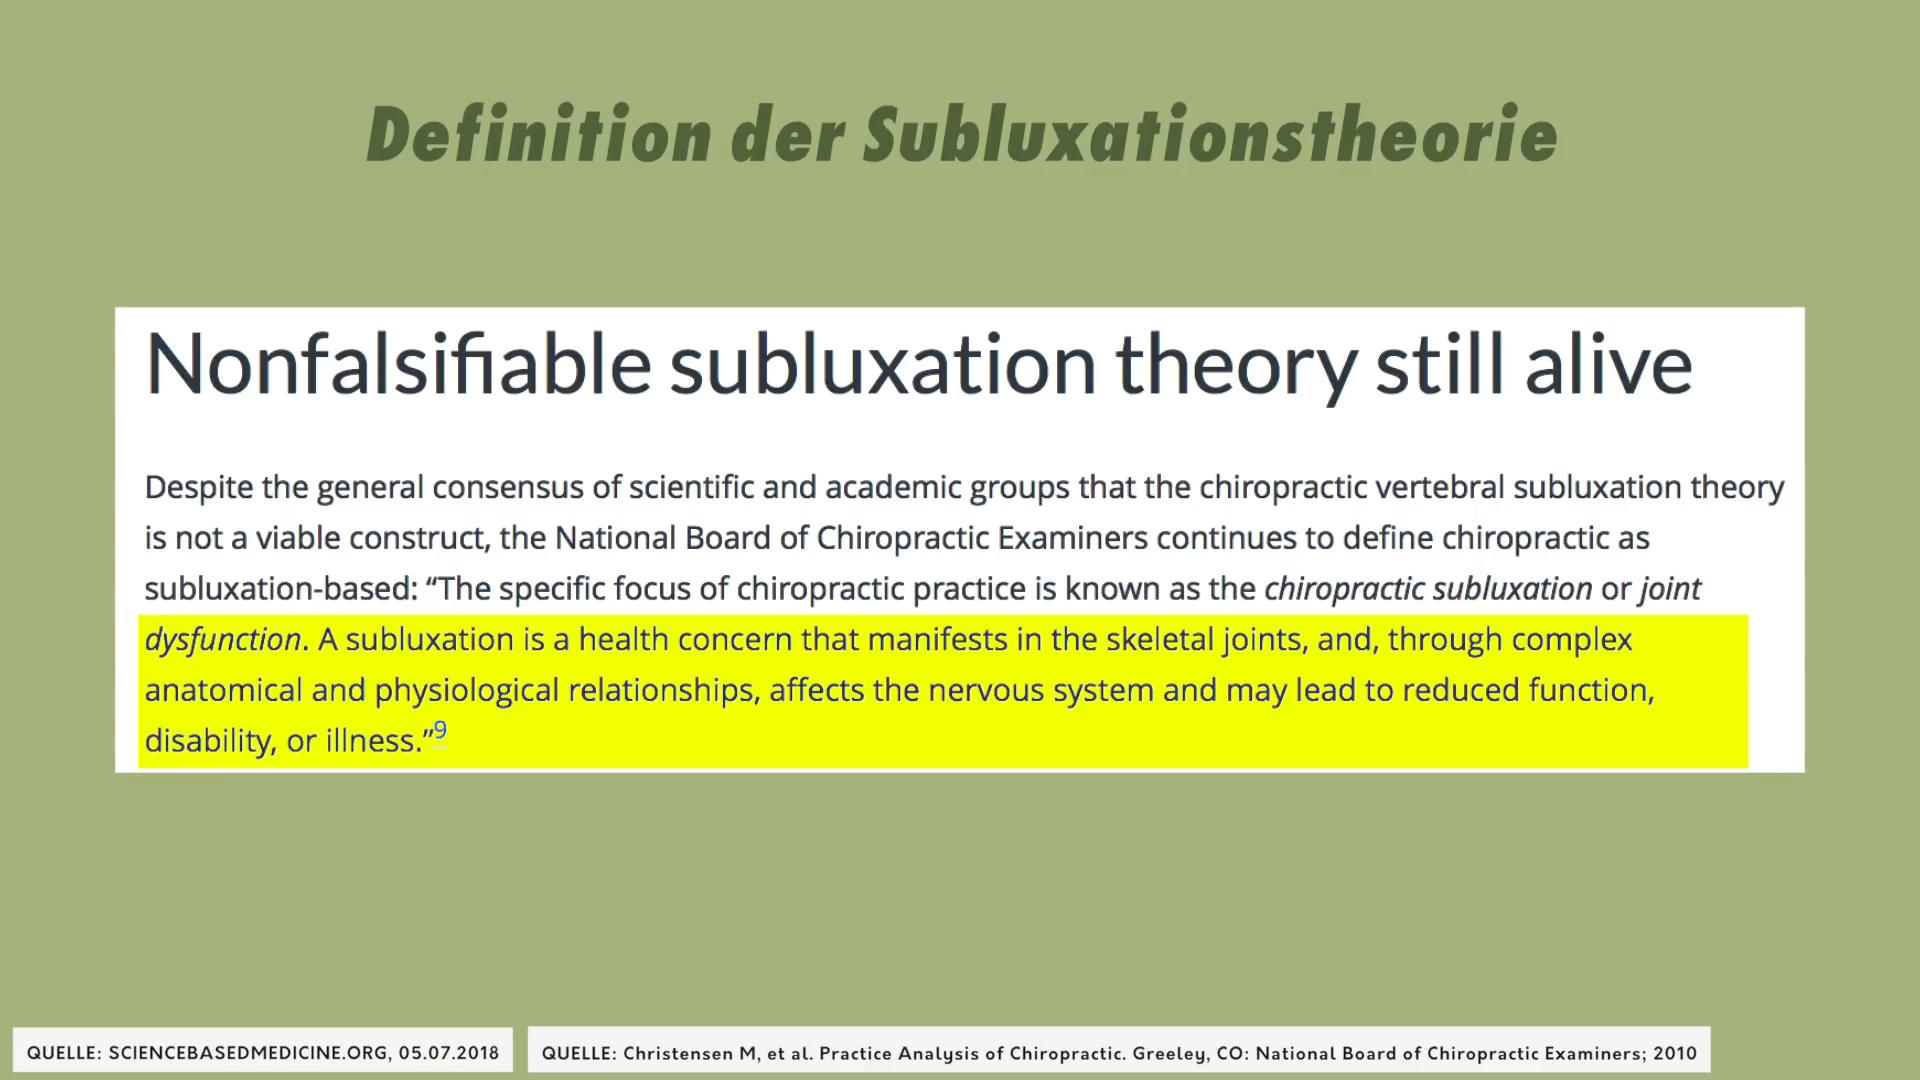 Definition der Subluxationstheorie
Nonfalsifiable subluxation theory still alive
Despite the general consensus of scientific and academic groups that the chiropractic vertebral subluxation theory
is not a viable construct, the National Board of Chiropractic Examiners continues to define chiropractic as
subluxation-based: “The specific focus of chiropractic practice is known as the chiropractic subluxation or joint
dysfunction. A subluxation is a health concern that manifests in the skeletal joints, and, through complex
anatomical and physiological relationships, affects the nervous system and may lead to reduced function,
disability, or illness.”9
QUELLE: SCIENCEBASEDMEDICINE.ORG, 05.07.2018
QUELLE: Christensen M, et al. Practice Analysis of Chiropractic. Greeley, CO: National Board of Chiropractic Examiners; 2010